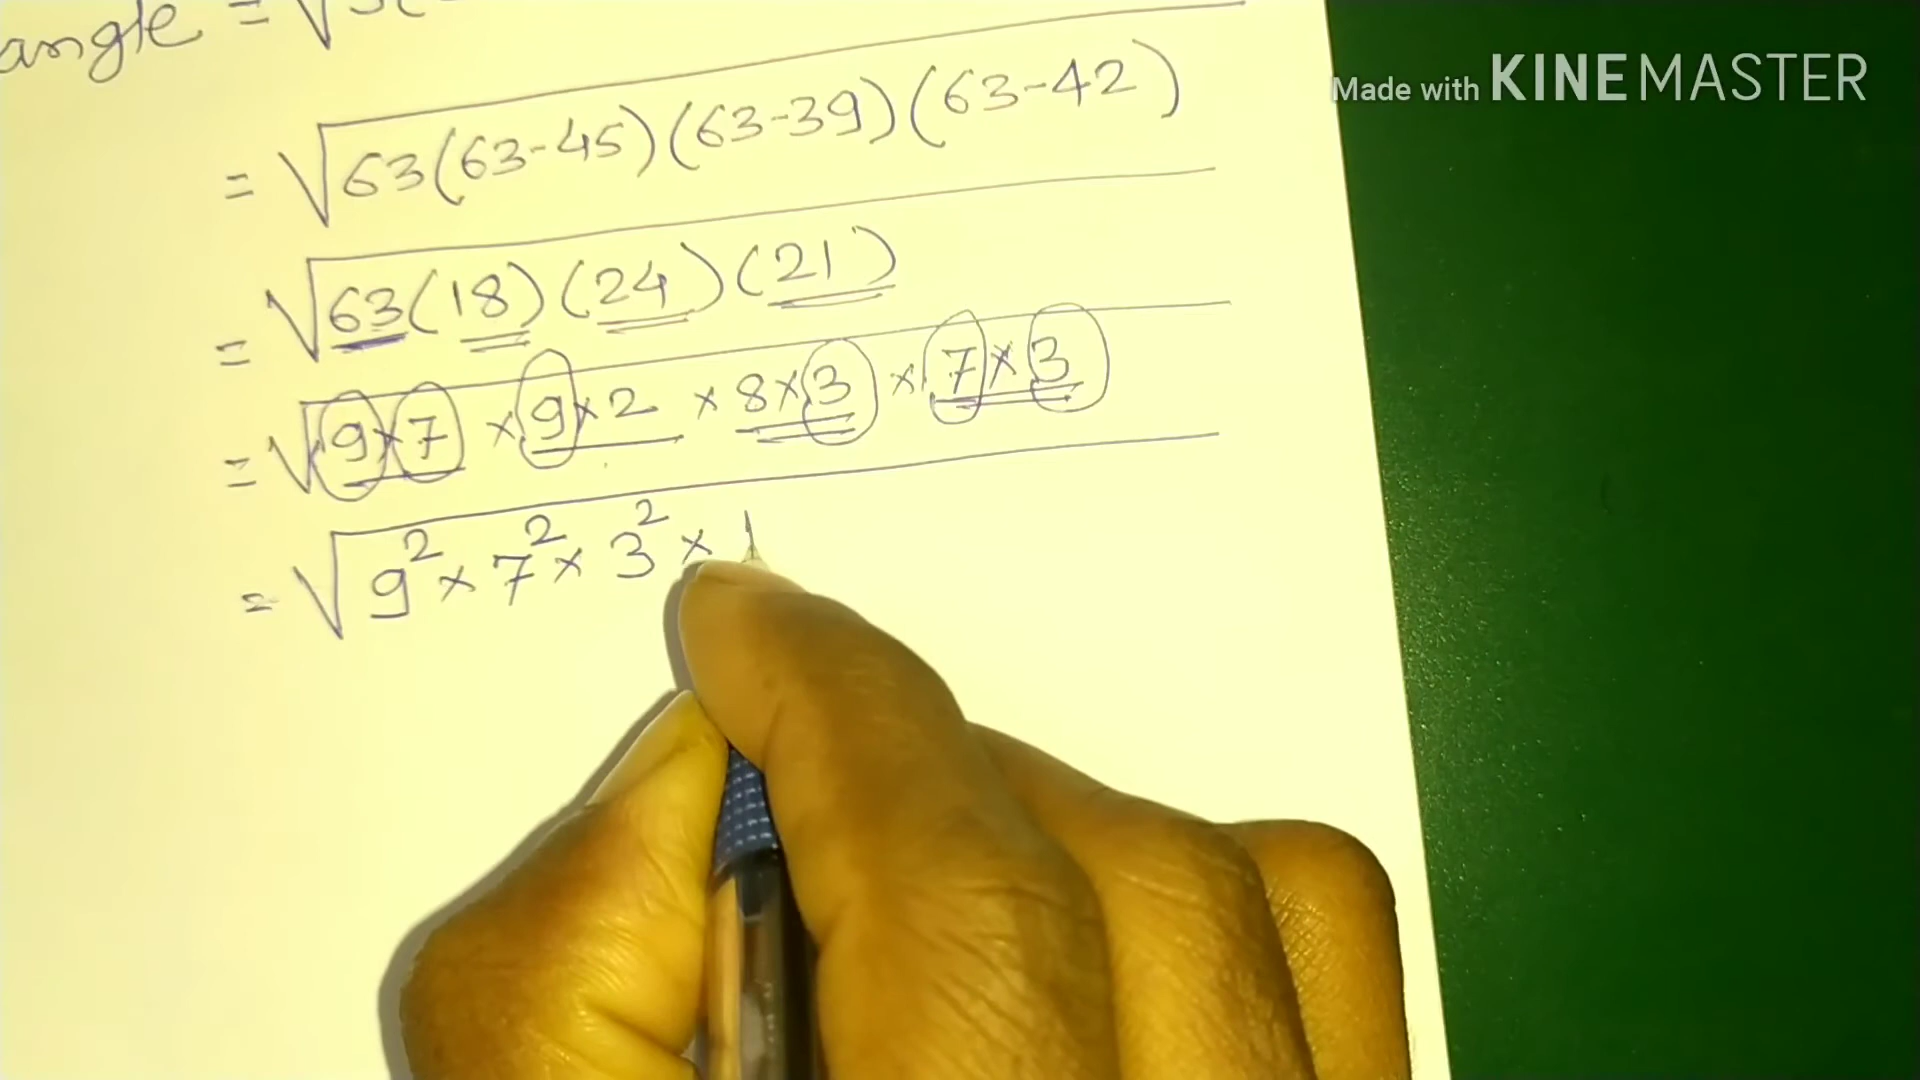 angle = √
Made with KINEMASTER
= √63(63-45)(63-39)(63-42)
= √63(18)(24)(21)
= √9×7 ×9×2 ×8×3 ×7×3
= √9²×7²×3²×1